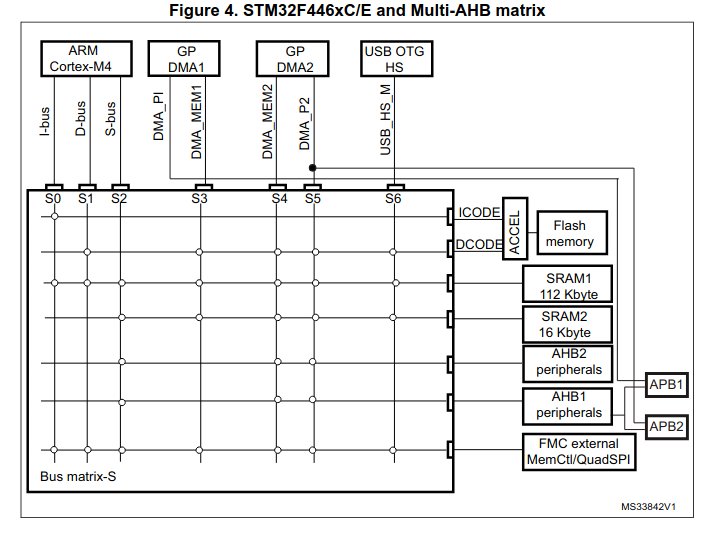 Figure 4. STM32F446xC/E and Multi-AHB matrix
ARM
Cortex-M4
GP
DMA1
GP
DMA2
USB OTG
HS
I-bus
D-bus
S-bus
DMA_PI
DMA_MEM1
DMA_MEM2
DMA_P2
USB_HS_M
S0
S1
S2
S3
S4
S5
S6
ICODE
DCODE
ACCEL
Flash
memory
SRAM1
112 Kbyte
SRAM2
16 Kbyte
AHB2
peripherals
AHB1
peripherals
APB1
APB2
FMC external
MemCtl/QuadSPI
Bus matrix-S
MS33842V1